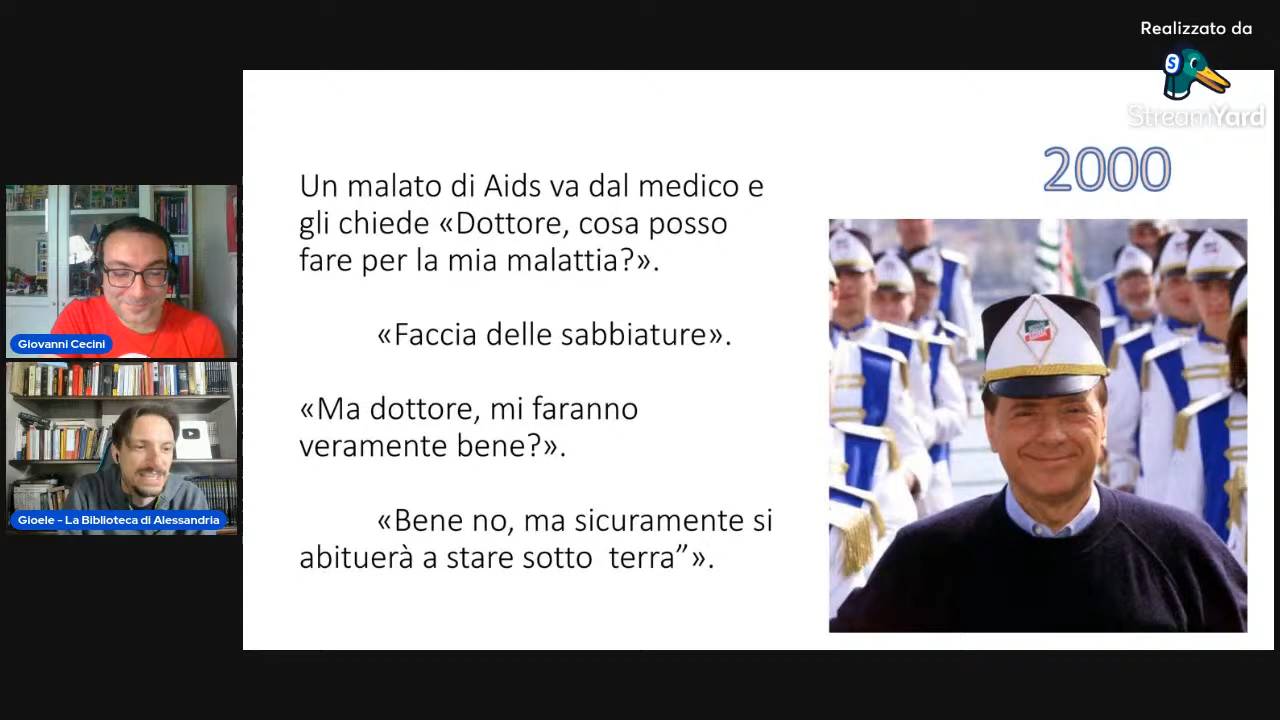 Realizzato da
StreamYard
2000
Un malato di Aids va dal medico e
gli chiede «Dottore, cosa posso
fare per la mia malattia?».
«Faccia delle sabbiature».
«Ma dottore, mi faranno
veramente bene?».
«Bene no, ma sicuramente si
abituerà a stare sotto  terra”».
Giovanni Cecini
Gioele - La Biblioteca di Alessandria